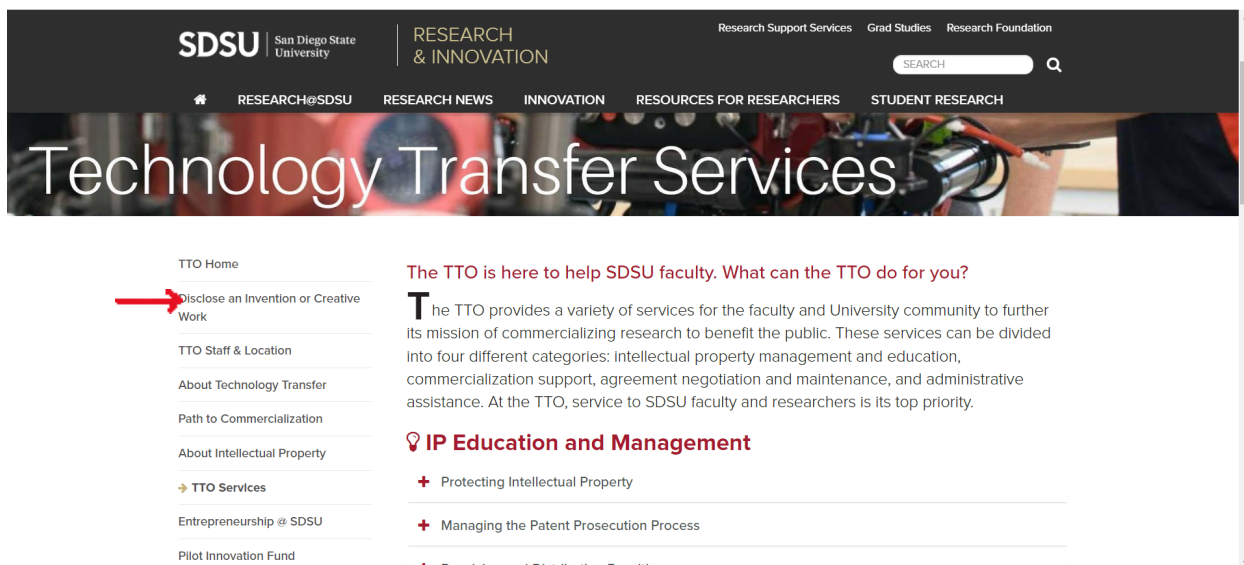 SDSU San Diego State University
RESEARCH & INNOVATION
Research Support Services Grad Studies Research Foundation
SEARCH
RESEARCH@SDSU RESEARCH NEWS INNOVATION RESOURCES FOR RESEARCHERS STUDENT RESEARCH
Technology Transfer Services
TTO Home
Disclose an Invention or Creative
Work
TTO Staff & Location
About Technology Transfer
Path to Commercialization
About Intellectual Property
TTO Services
Entrepreneurship @ SDSU
Pilot Innovation Fund
The TTO is here to help SDSU faculty. What can the TTO do for you?
The TTO provides a variety of services for the faculty and University community to further
its mission of commercializing research to benefit the public. These services can be divided
into four different categories: intellectual property management and education,
commercialization support, agreement negotiation and maintenance, and administrative
assistance. At the TTO, service to SDSU faculty and researchers is its top priority.
IP Education and Management
Protecting Intellectual Property
Managing the Patent Prosecution Process